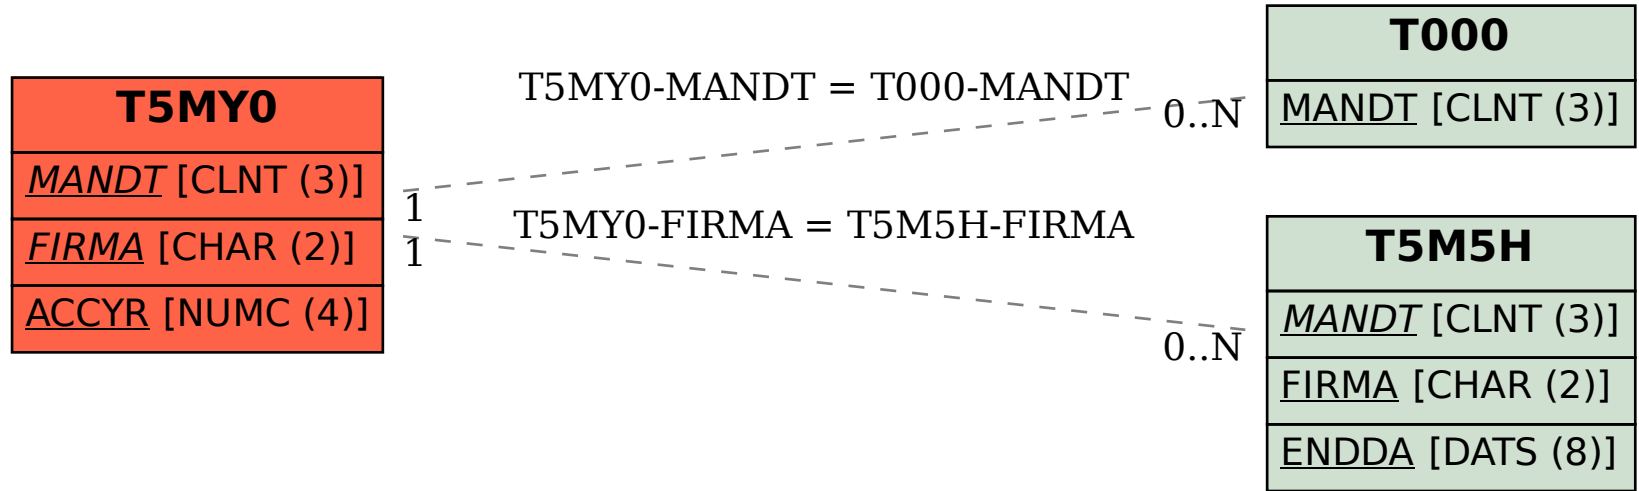 T5MY0
MANDT [CLNT (3)]
FIRMA [CHAR (2)]
ACCYR [NUMC (4)]
T5MY0-MANDT = T000-MANDT
0..N
1
T5MY0-FIRMA = T5M5H-FIRMA
1
0..N
T000
MANDT [CLNT (3)]
T5M5H
MANDT [CLNT (3)]
FIRMA [CHAR (2)]
ENDDA [DATS (8)]